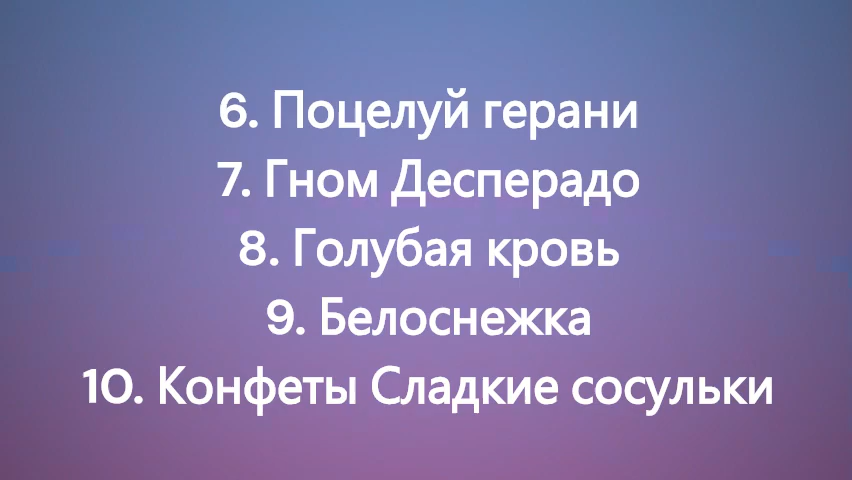 6. Поцелуй герани
7. Гном Десперадо
8. Голубая кровь
9. Белоснежка
10. Конфеты Сладкие сосульки